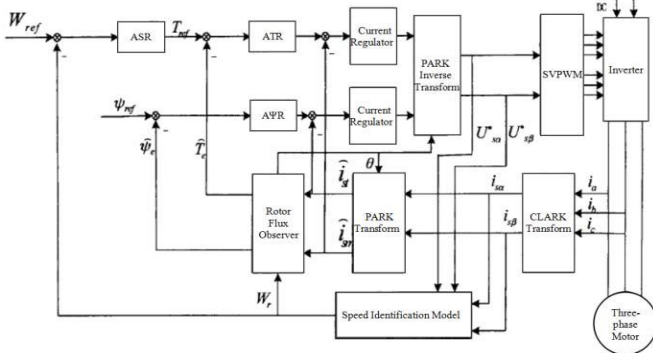 DC
W_ref
ASR
T_ref
ATR
Current
Regulator
PARK
Inverse
Transform
SVPWM
Inverter
ψ_ref
AΨR
Current
Regulator
ψ̂_e
T̂_e
U*_sα
U*_sβ
θ
î_st
î_sm
i_sα
i_sβ
Rotor
Flux
Observer
PARK
Transform
CLARK
Transform
i_a
i_b
i_c
W_r
Speed Identification Model
Three-
phase
Motor